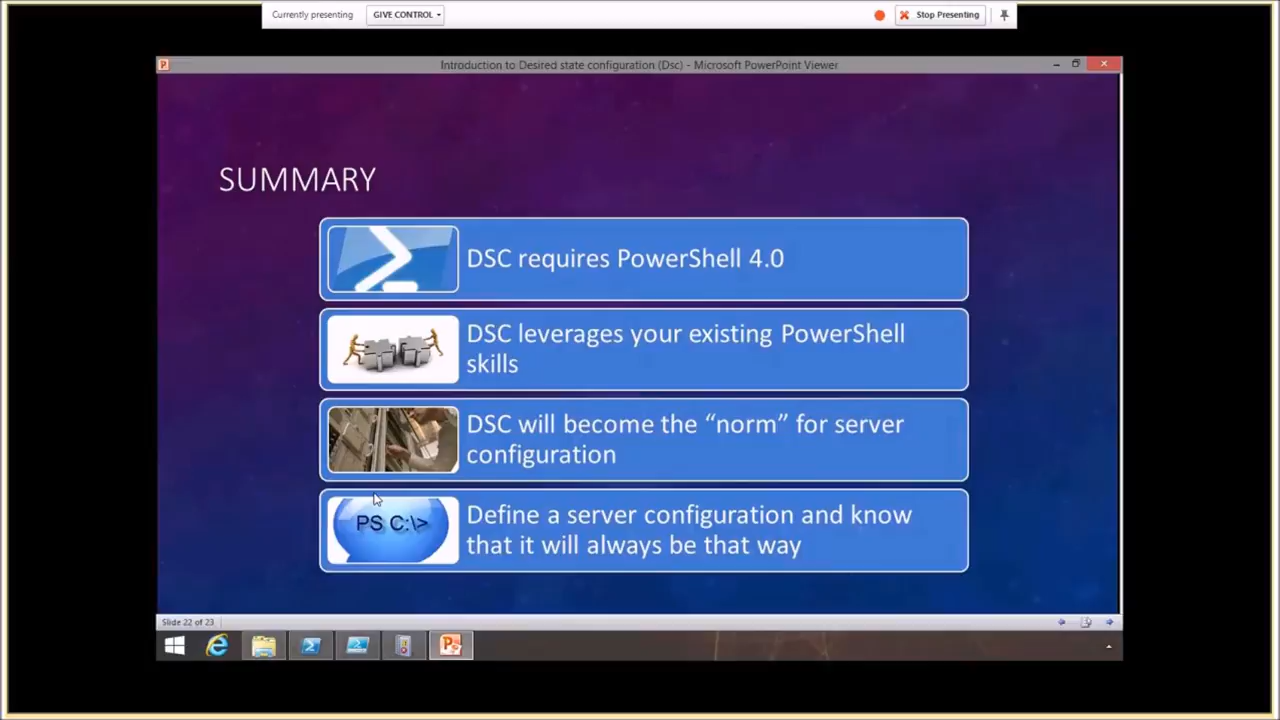 Currently presenting
GIVE CONTROL
Stop Presenting
Introduction to Desired state configuration (Dsc) - Microsoft PowerPoint Viewer
SUMMARY
DSC requires PowerShell 4.0
DSC leverages your existing PowerShell
skills
DSC will become the “norm” for server
configuration
PS C:\>
Define a server configuration and know
that it will always be that way
Slide 22 of 23